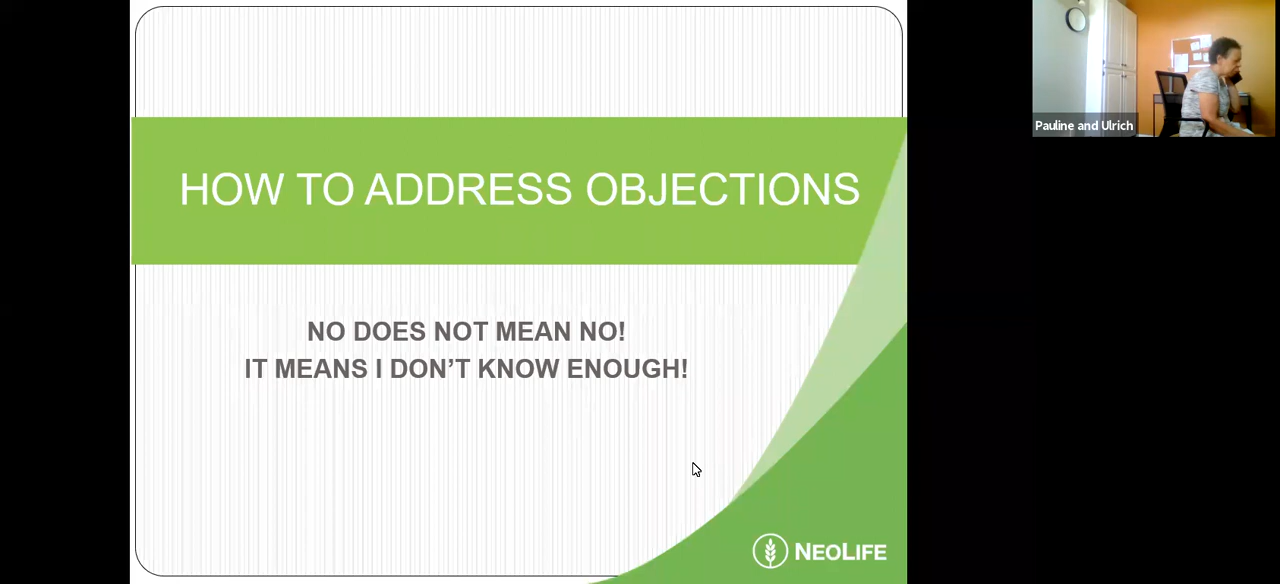 HOW TO ADDRESS OBJECTIONS
NO DOES NOT MEAN NO!
IT MEANS I DON’T KNOW ENOUGH!
NEOLIFE
Pauline and Ulrich